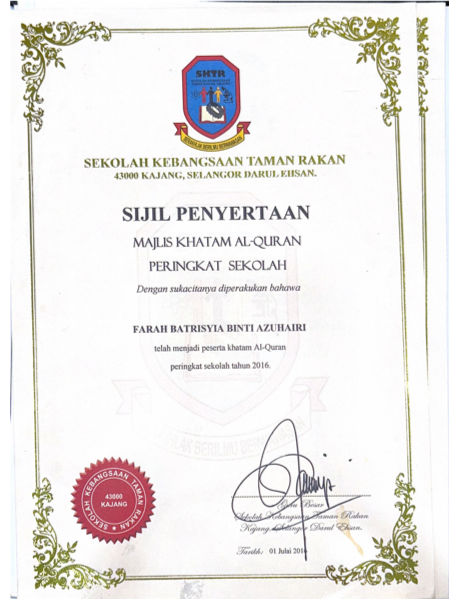 SKTR
BERAKHLAK BERILMU BERWAWASAN
SEKOLAH KEBANGSAAN TAMAN RAKAN
43000 KAJANG, SELANGOR DARUL EHSAN.
SIJIL PENYERTAAN
MAJLIS KHATAM AL-QURAN
PERINGKAT SEKOLAH
Dengan sukacitanya diperakukan bahawa
FARAH BATRISYIA BINTI AZUHAIRI
telah menjadi peserta khatam Al-Quran
peringkat sekolah tahun 2016.
SEKOLAH KEBANGSAAN TAMAN RAKAN
43000
KAJANG
Guru Besar
Sekolah Kebangsaan Taman Rakan
Kajang, Selangor Darul Ehsan.
Tarikh: 01 Julai 2016